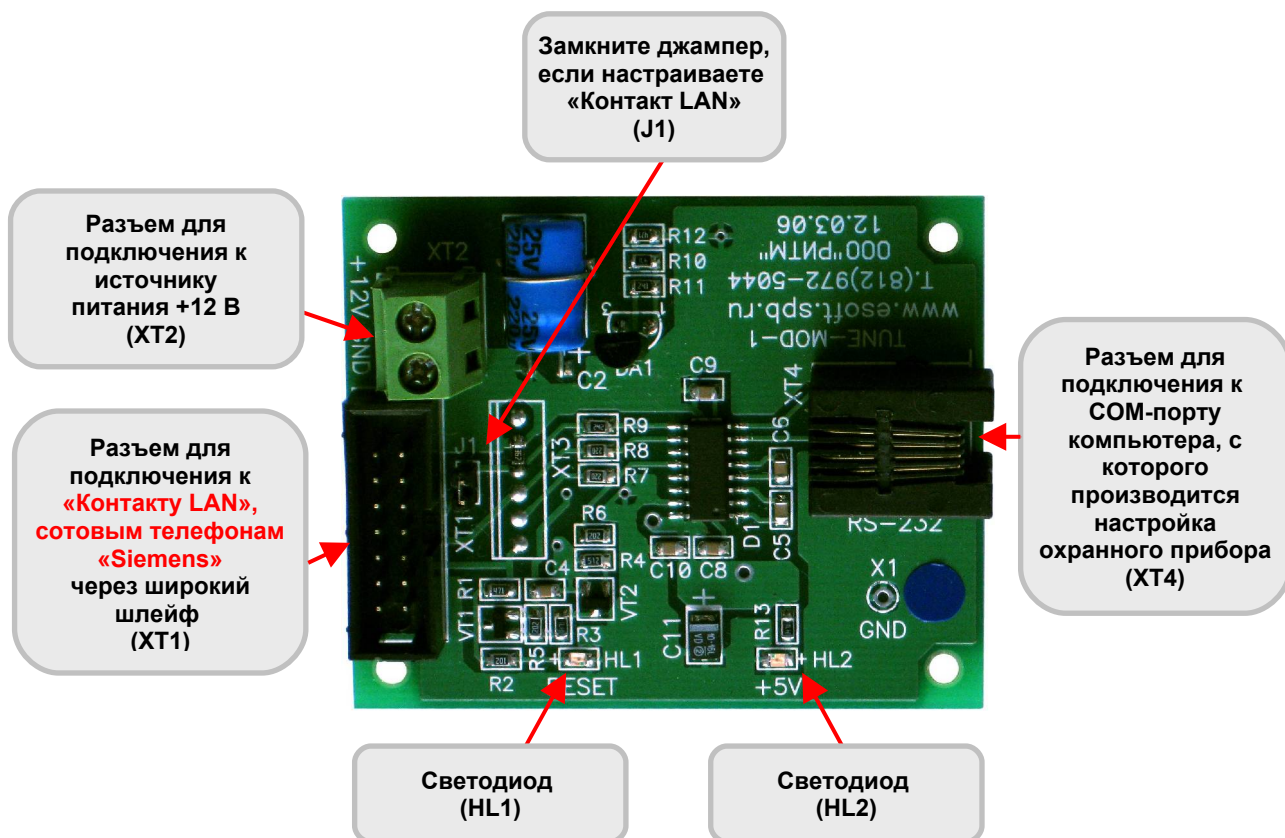 Замкните джампер,
если настраиваете
«Контакт LAN»
(J1)
Разъем для
подключения к
источнику
питания +12 В
(XT2)
Разъем для
подключения к
«Контакту LAN»,
сотовым телефонам
«Siemens»
через широкий
шлейф
(XT1)
Разъем для
подключения к
COM-порту
компьютера, с
которого
производится
настройка
охранного прибора
(XT4)
Светодиод
(HL1)
Светодиод
(HL2)
12.03.06
ООО"РИТМ"
Т.(812)972-5044
www.esoft.spb.ru
TUNE-MOD-1
+12V
GND
XT2
25V
25V
R12
R10
R11
3
1
+
C2
DA1
C9
XT4
J1
XT1
XT3
R9
R8
R7
C6
C5
D1
RS-232
R6
R4
C4
R1
VT1
VT2
R5
R3
R2
+
HL1
RESET
C10
C8
+
C11
R13
+
HL2
+5V
X1
GND